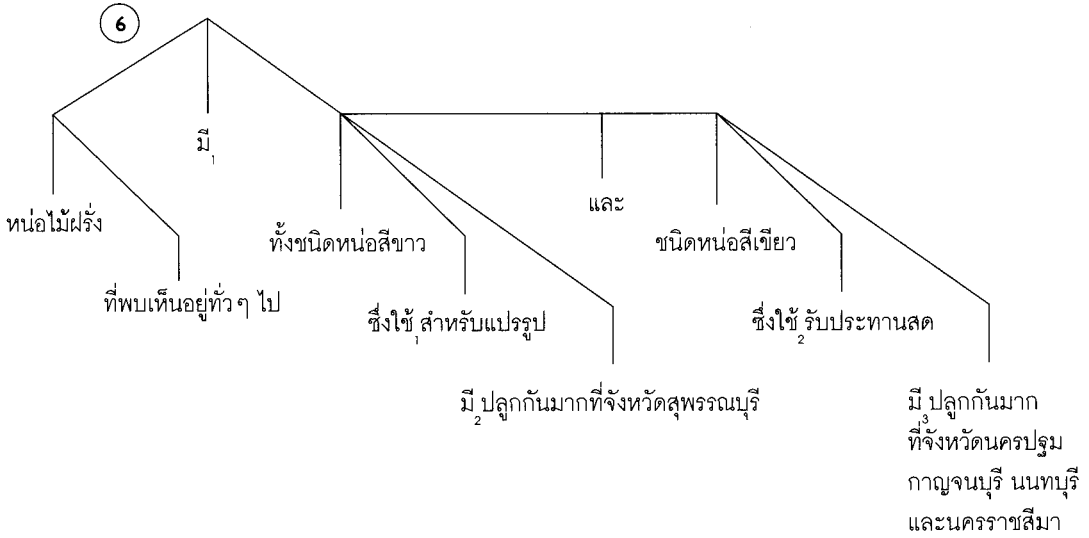 6
มี₁
หน่อไม้ฝรั่ง
และ
ทั้งชนิดหน่อสีขาว
ชนิดหน่อสีเขียว
ที่พบเห็นอยู่ทั่วๆ ไป
ซึ่งใช้₁สำหรับแปรรูป
ซึ่งใช้₂รับประทานสด
มี₂ปลูกกันมากที่จังหวัดสุพรรณบุรี
มี₃ปลูกกันมาก
ที่จังหวัดนครปฐม
กาญจนบุรี นนทบุรี
และนครราชสีมา